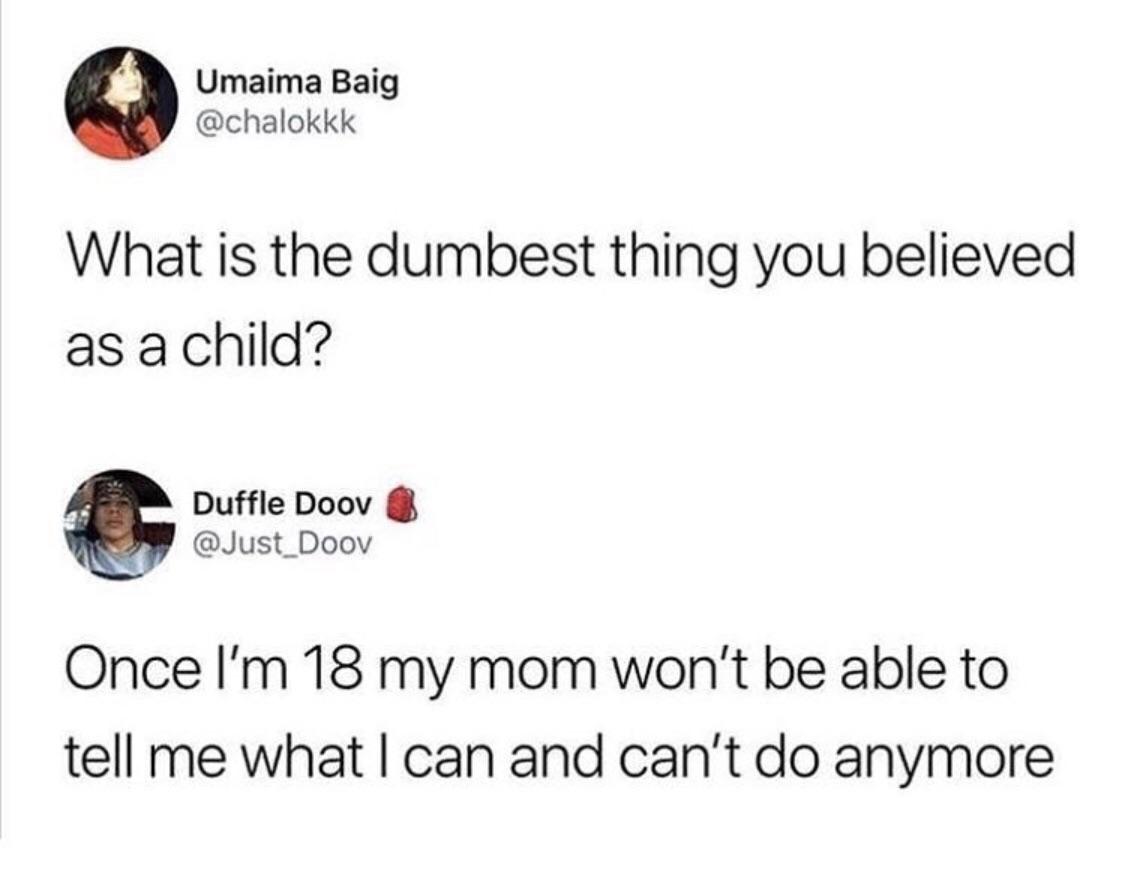 Umaima Baig
@chalokkk
What is the dumbest thing you believed
as a child?
Duffle Doov
@Just_Doov
Once I'm 18 my mom won't be able to
tell me what I can and can't do anymore